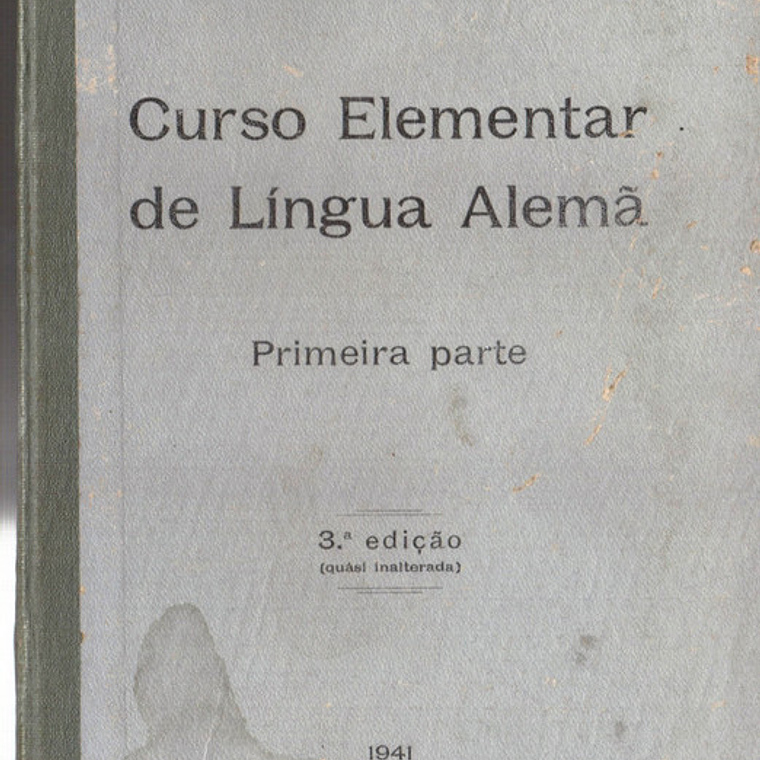 Curso Elementar
de Língua Alemã
Primeira parte
3.ª edição
(quási inalterada)
1941